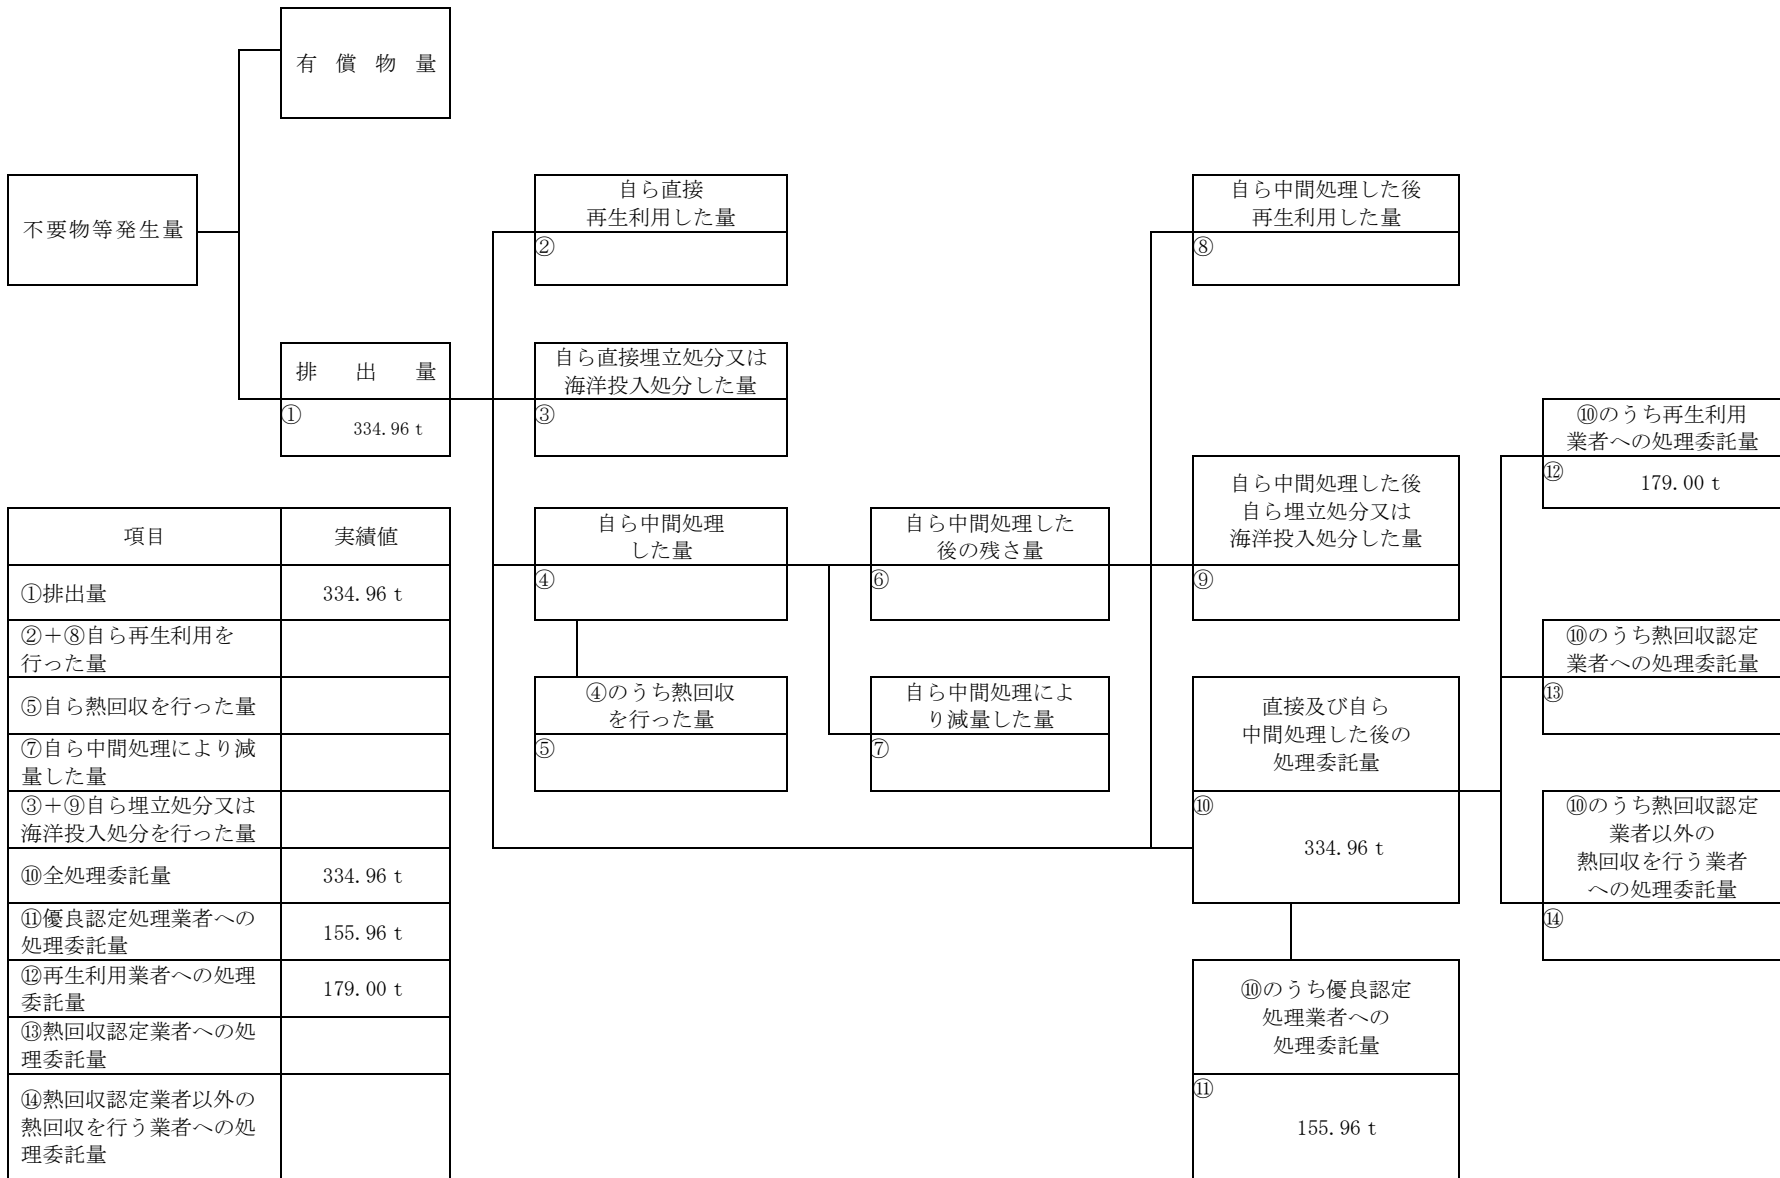 有償物量
不要物等発生量
排出量
①
334.96 t
自ら直接
再生利用した量
②
自ら直接埋立処分又は
海洋投入処分した量
③
自ら中間処理
した量
④
④のうち熱回収
を行った量
⑤
自ら中間処理した
後の残さ量
⑥
自ら中間処理によ
り減量した量
⑦
自ら中間処理した後
再生利用した量
⑧
自ら中間処理した後
自ら埋立処分又は
海洋投入処分した量
⑨
直接及び自ら
中間処理した後の
処理委託量
⑩
334.96 t
⑩のうち優良認定
処理業者への
処理委託量
⑪
155.96 t
⑩のうち再生利用
業者への処理委託量
⑫
179.00 t
⑩のうち熱回収認定
業者への処理委託量
⑬
⑩のうち熱回収認定
業者以外の
熱回収を行う業者
への処理委託量
⑭
項目 実績値
①排出量 334.96 t
②＋⑧自ら再生利用を
行った量
⑤自ら熱回収を行った量
⑦自ら中間処理により減
量した量
③＋⑨自ら埋立処分又は
海洋投入処分を行った量
⑩全処理委託量 334.96 t
⑪優良認定処理業者への
処理委託量 155.96 t
⑫再生利用業者への処理
委託量 179.00 t
⑬熱回収認定業者への処
理委託量
⑭熱回収認定業者以外の
熱回収を行う業者への処
理委託量